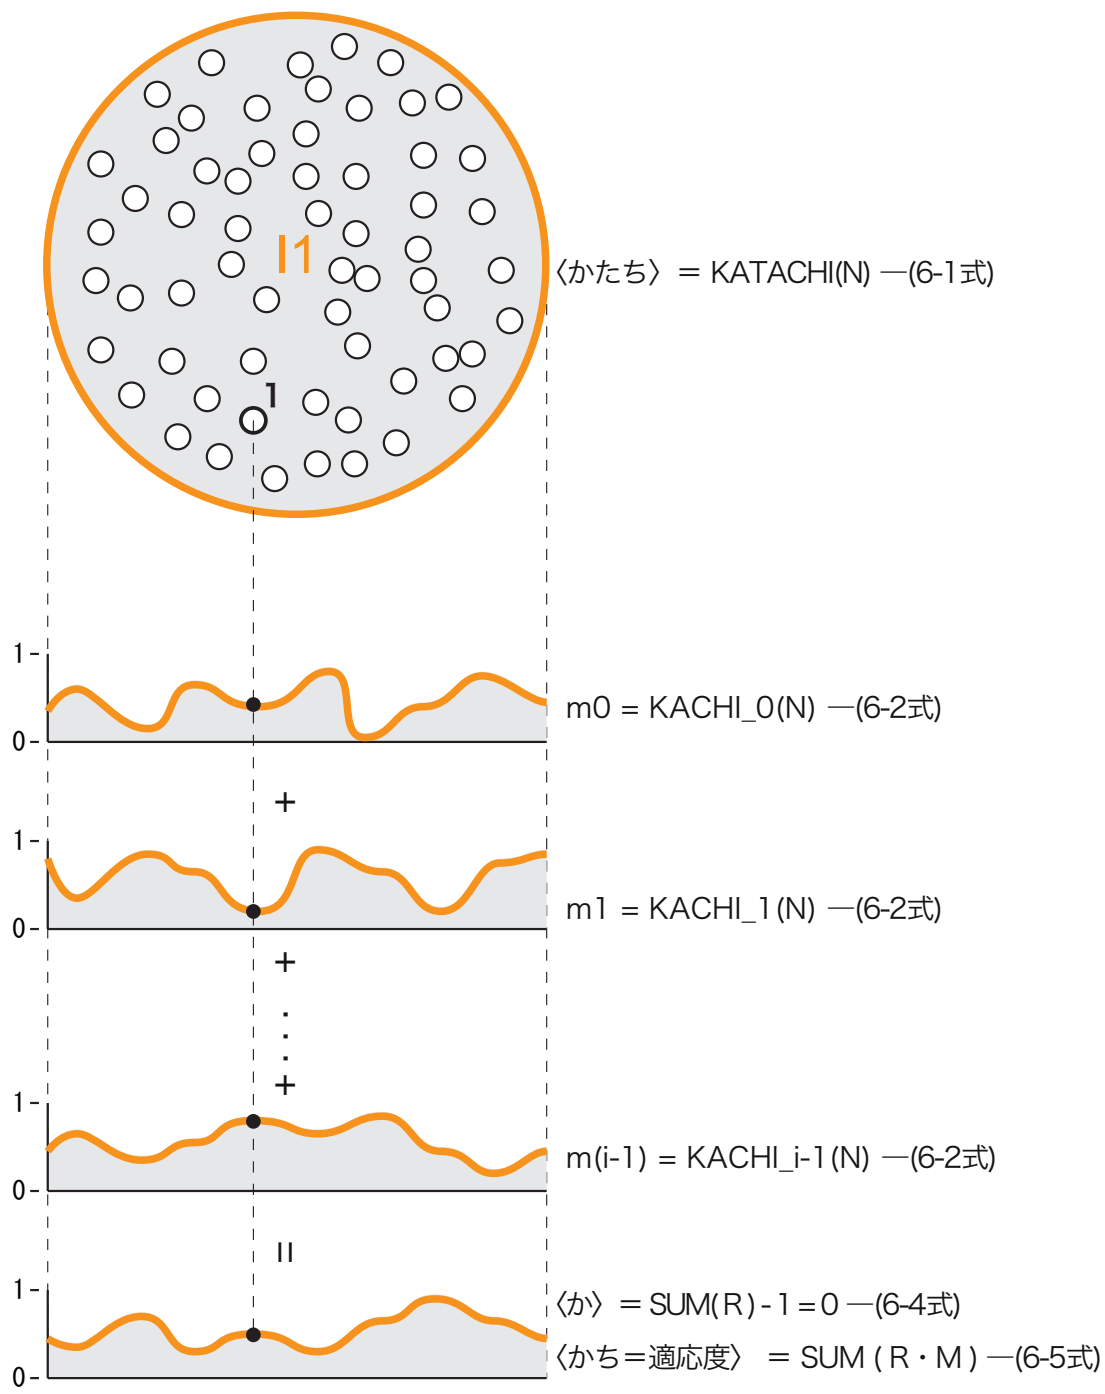 I1
〈かたち〉＝ KATACHI(N) —(6-1式)
1
1
0
m0 = KACHI_0(N) —(6-2式)
+
1
0
m1 = KACHI_1(N) —(6-2式)
+
・
・
・
+
1
0
m(i-1) = KACHI_i-1(N) —(6-2式)
=
1
0
〈か〉＝ SUM( R ) - 1 = 0 —(6-4式)
〈かち＝適応度〉 = SUM ( R・M ) —(6-5式)